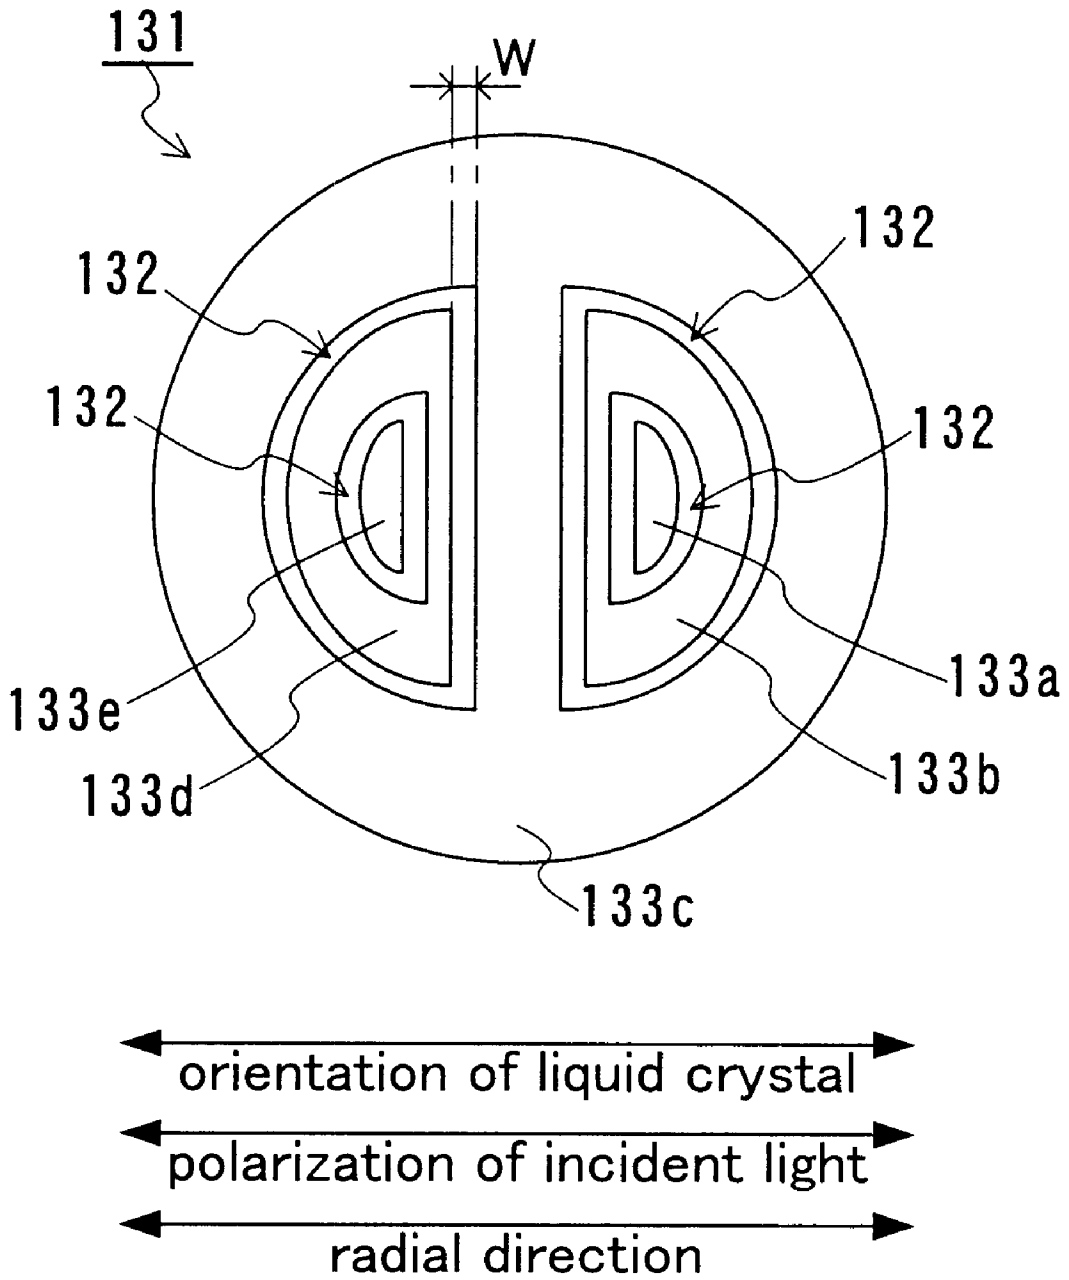 131
W
132
132
132
132
133a
133e
133b
133d
133c
orientation of liquid crystal
polarization of incident light
radial direction